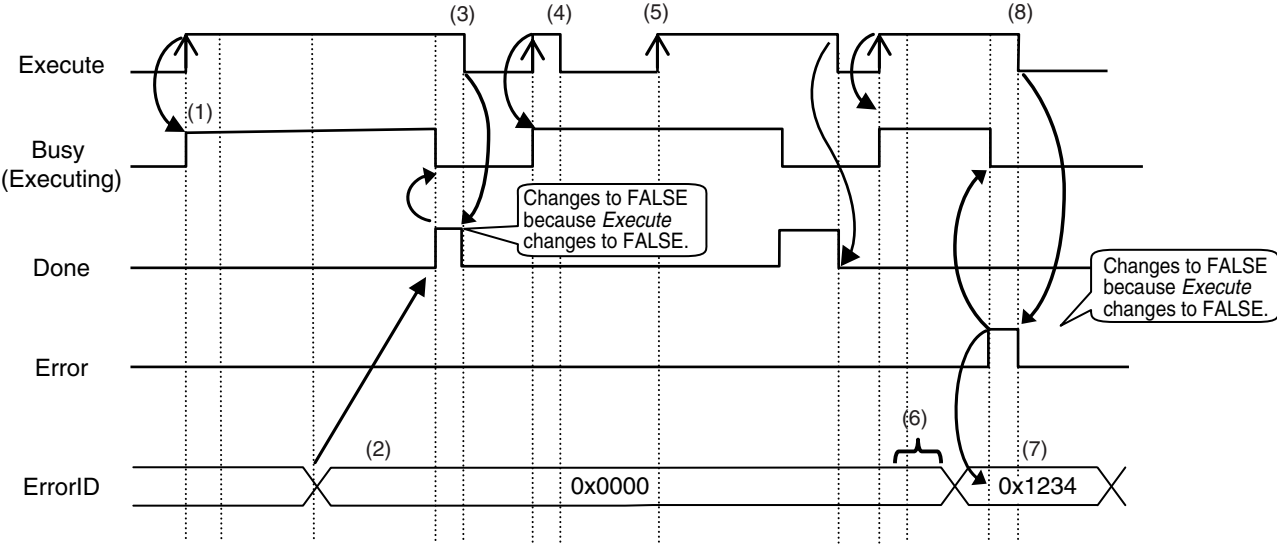 (3) (4) (5) (8)
Execute
(1)
Busy
(Executing)
Changes to FALSE
because Execute
changes to FALSE.
Done
Changes to FALSE
because Execute
changes to FALSE.
Error
(6)
(2) (7)
ErrorID 0x0000 0x1234